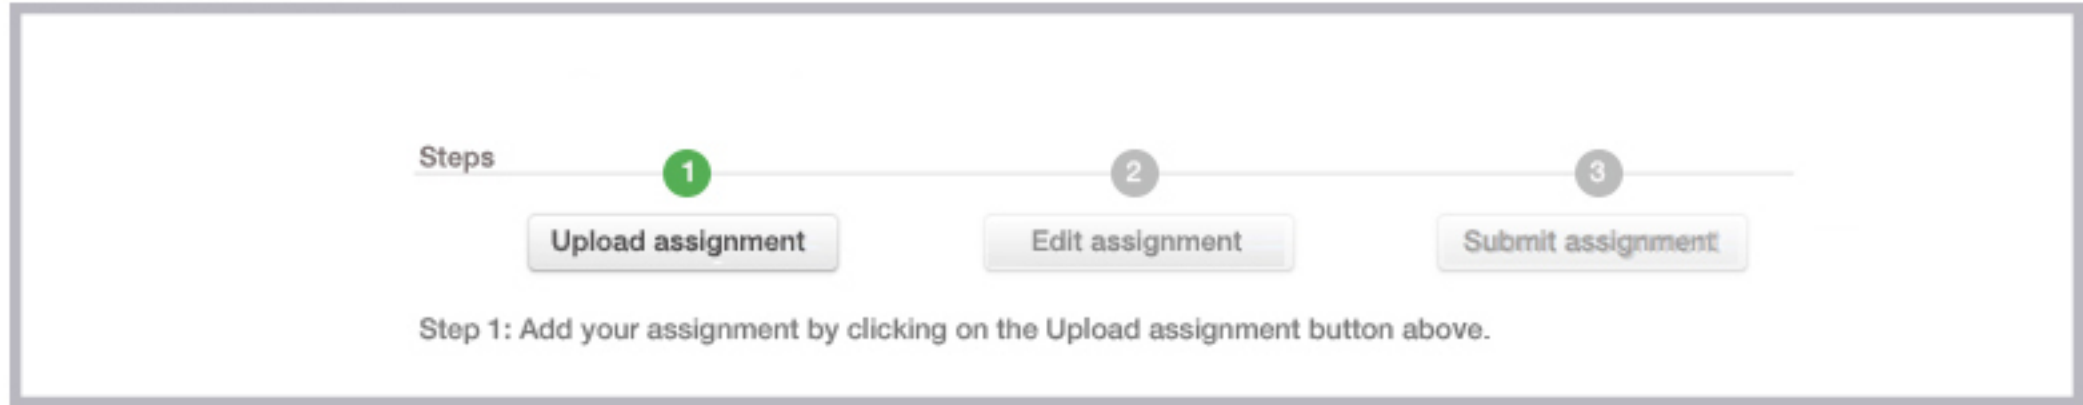 Steps
1 2 3
Upload assignment Edit assignment Submit assignment
Step 1: Add your assignment by clicking on the Upload assignment button above.